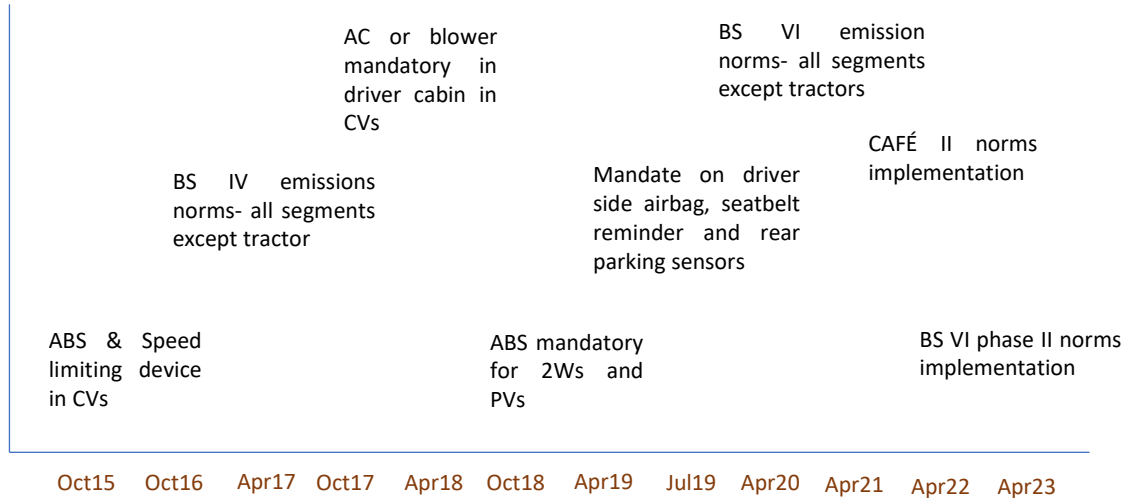 AC or blower
mandatory in
driver cabin in
CVs
BS VI emission
norms- all segments
except tractors
CAFÉ II norms
implementation
BS IV emissions
norms- all segments
except tractor
Mandate on driver
side airbag, seatbelt
reminder and rear
parking sensors
ABS & Speed
limiting device
in CVs
ABS mandatory
for 2Ws and
PVs
BS VI phase II norms
implementation
Oct15 Oct16 Apr17 Oct17 Apr18 Oct18 Apr19 Jul19 Apr20 Apr21 Apr22 Apr23